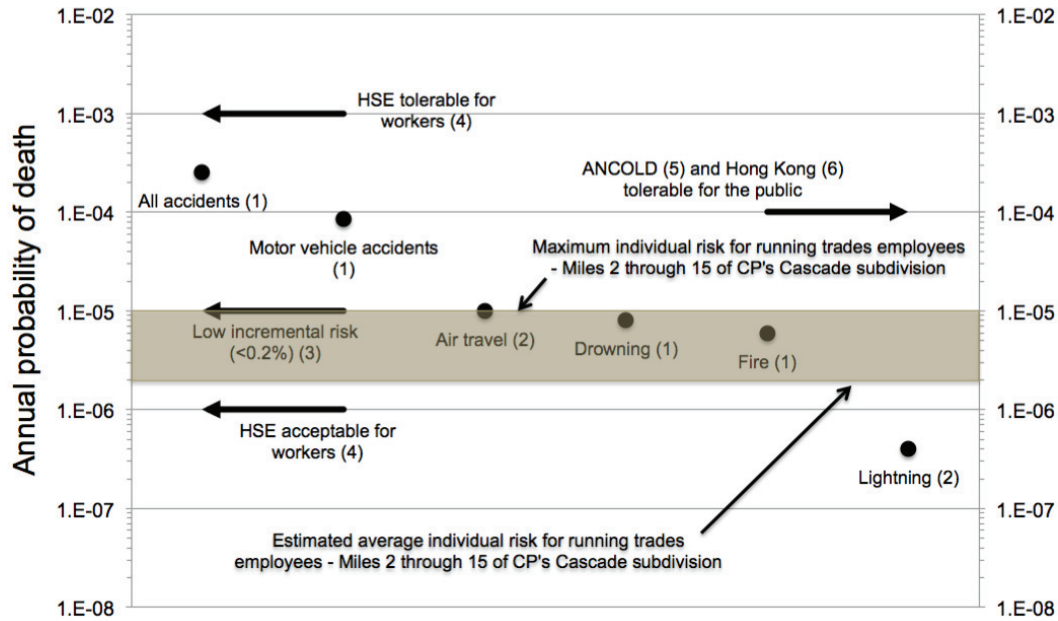 1.E-02
1.E-02
HSE tolerable for
workers (4)
1.E-03
1.E-03
ANCOLD (5) and Hong Kong (6)
tolerable for the public
All accidents (1)
1.E-04
1.E-04
Motor vehicle accidents
(1)
Maximum individual risk for running trades employees
- Miles 2 through 15 of CP's Cascade subdivision
Annual probability of death
1.E-05
1.E-05
Low incremental risk
(<0.2%) (3)
Air travel (2)
Drowning (1)
Fire (1)
1.E-06
1.E-06
HSE acceptable for
workers (4)
Lightning (2)
1.E-07
1.E-07
Estimated average individual risk for running trades
employees - Miles 2 through 15 of CP's Cascade subdivision
1.E-08
1.E-08